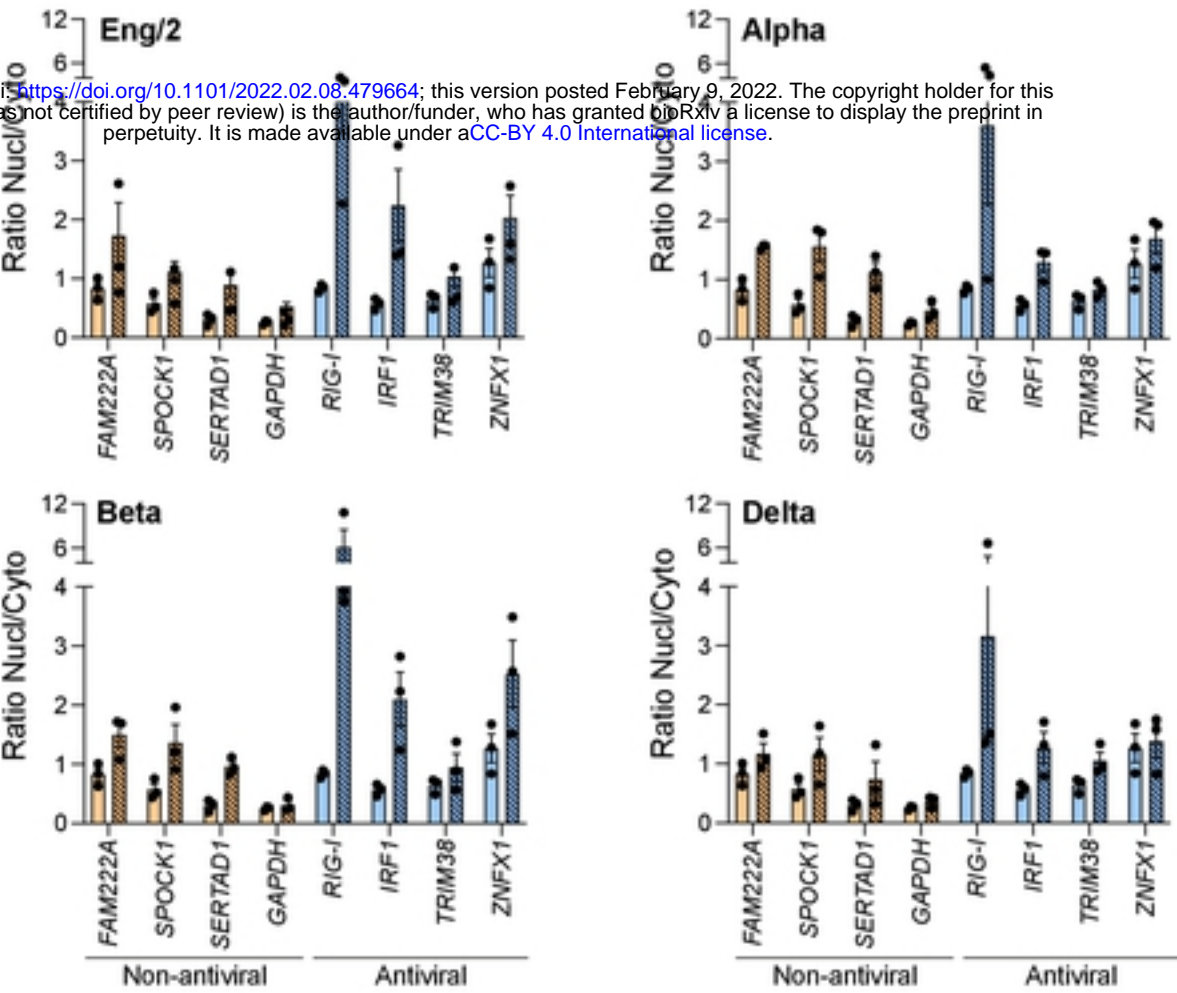 12
Eng/2
6
4
3
2
1
0
Ratio Nucl/Cyto
FAM222A
SPOCK1
SERTAD1
GAPDH
RIG-I
IRF1
TRIM38
ZNFX1
12
Alpha
6
3
2
1
0
Ratio Nucl/Cyto
FAM222A
SPOCK1
SERTAD1
GAPDH
RIG-I
IRF1
TRIM38
ZNFX1
https://doi.org/10.1101/2022.02.08.479664; this version posted February 9, 2022. The copyright holder for this
not certified by peer review) is the author/funder, who has granted bioRxiv a license to display the preprint in
perpetuity. It is made available under aCC-BY 4.0 International license.
12
Beta
6
4
3
2
1
0
Ratio Nucl/Cyto
FAM222A
SPOCK1
SERTAD1
GAPDH
RIG-I
IRF1
TRIM38
ZNFX1
Non-antiviral
Antiviral
12
Delta
6
4
3
2
1
0
Ratio Nucl/Cyto
FAM222A
SPOCK1
SERTAD1
GAPDH
RIG-I
IRF1
TRIM38
ZNFX1
Non-antiviral
Antiviral